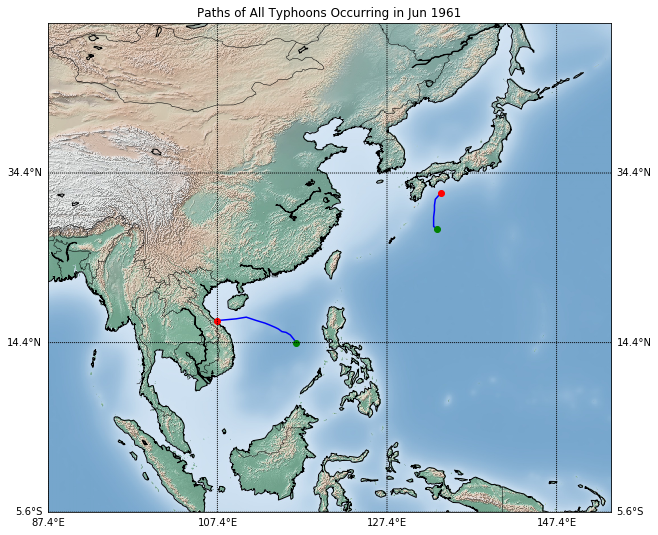 Paths of All Typhoons Occurring in Jun 1961
34.4°N 34.4°N
14.4°N 14.4°N
5.6°S 5.6°S
87.4°E 107.4°E 127.4°E 147.4°E